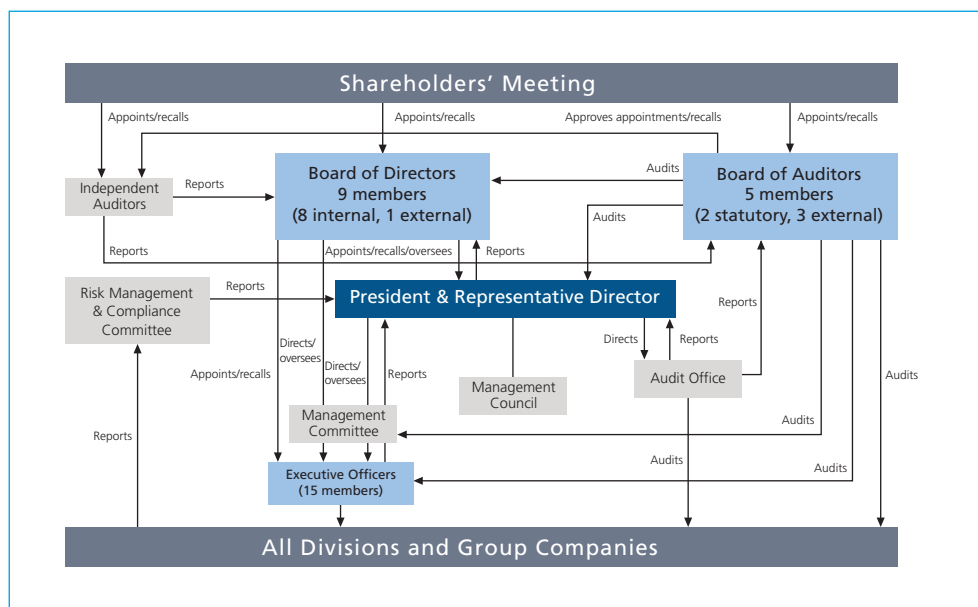 Shareholders' Meeting
Appoints/recalls
Appoints/recalls
Approves appointments/recalls
Appoints/recalls
Independent
Auditors
Reports
Board of Directors
9 members
(8 internal, 1 external)
Audits
Board of Auditors
5 members
(2 statutory, 3 external)
Audits
Reports
Appoints/recalls/oversees
Reports
Risk Management
& Compliance
Committee
Reports
President & Representative Director
Reports
Directs/
oversees
Directs/
oversees
Appoints/recalls
Reports
Directs
Reports
Management
Council
Audit Office
Audits
Management
Committee
Audits
Reports
Executive Officers
(15 members)
Audits
Audits
All Divisions and Group Companies